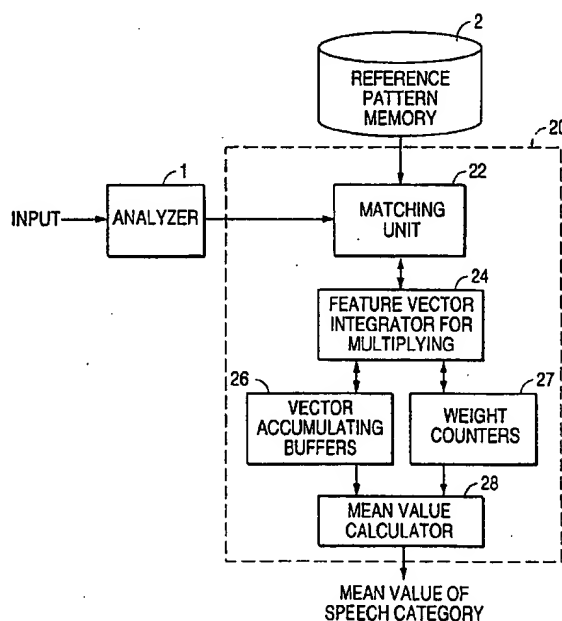 2
REFERENCE
PATTERN
MEMORY
20
1
22
INPUT
ANALYZER
MATCHING
UNIT
24
FEATURE VECTOR
INTEGRATOR FOR
MULTIPLYING
26
27
VECTOR
ACCUMULATING
BUFFERS
WEIGHT
COUNTERS
28
MEAN VALUE
CALCULATOR
MEAN VALUE OF
SPEECH CATEGORY